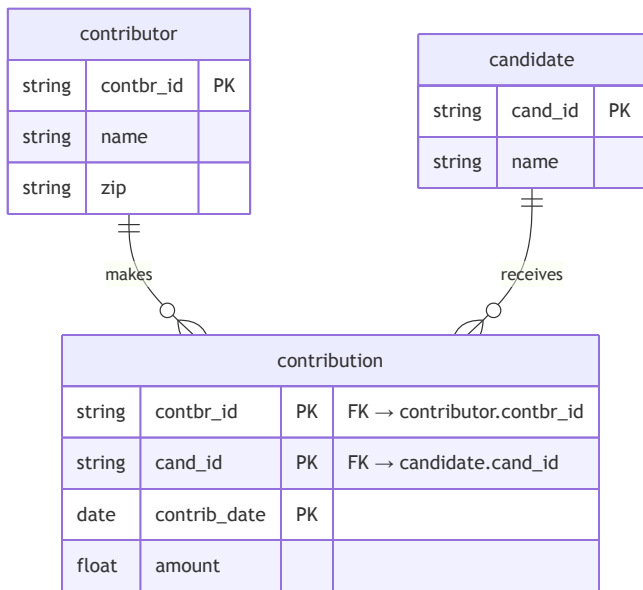 contributor
string contbr_id PK
string name
string zip
candidate
string cand_id PK
string name
makes
receives
contribution
string contbr_id PK FK → contributor.contbr_id
string cand_id PK FK → candidate.cand_id
date contrib_date PK
float amount